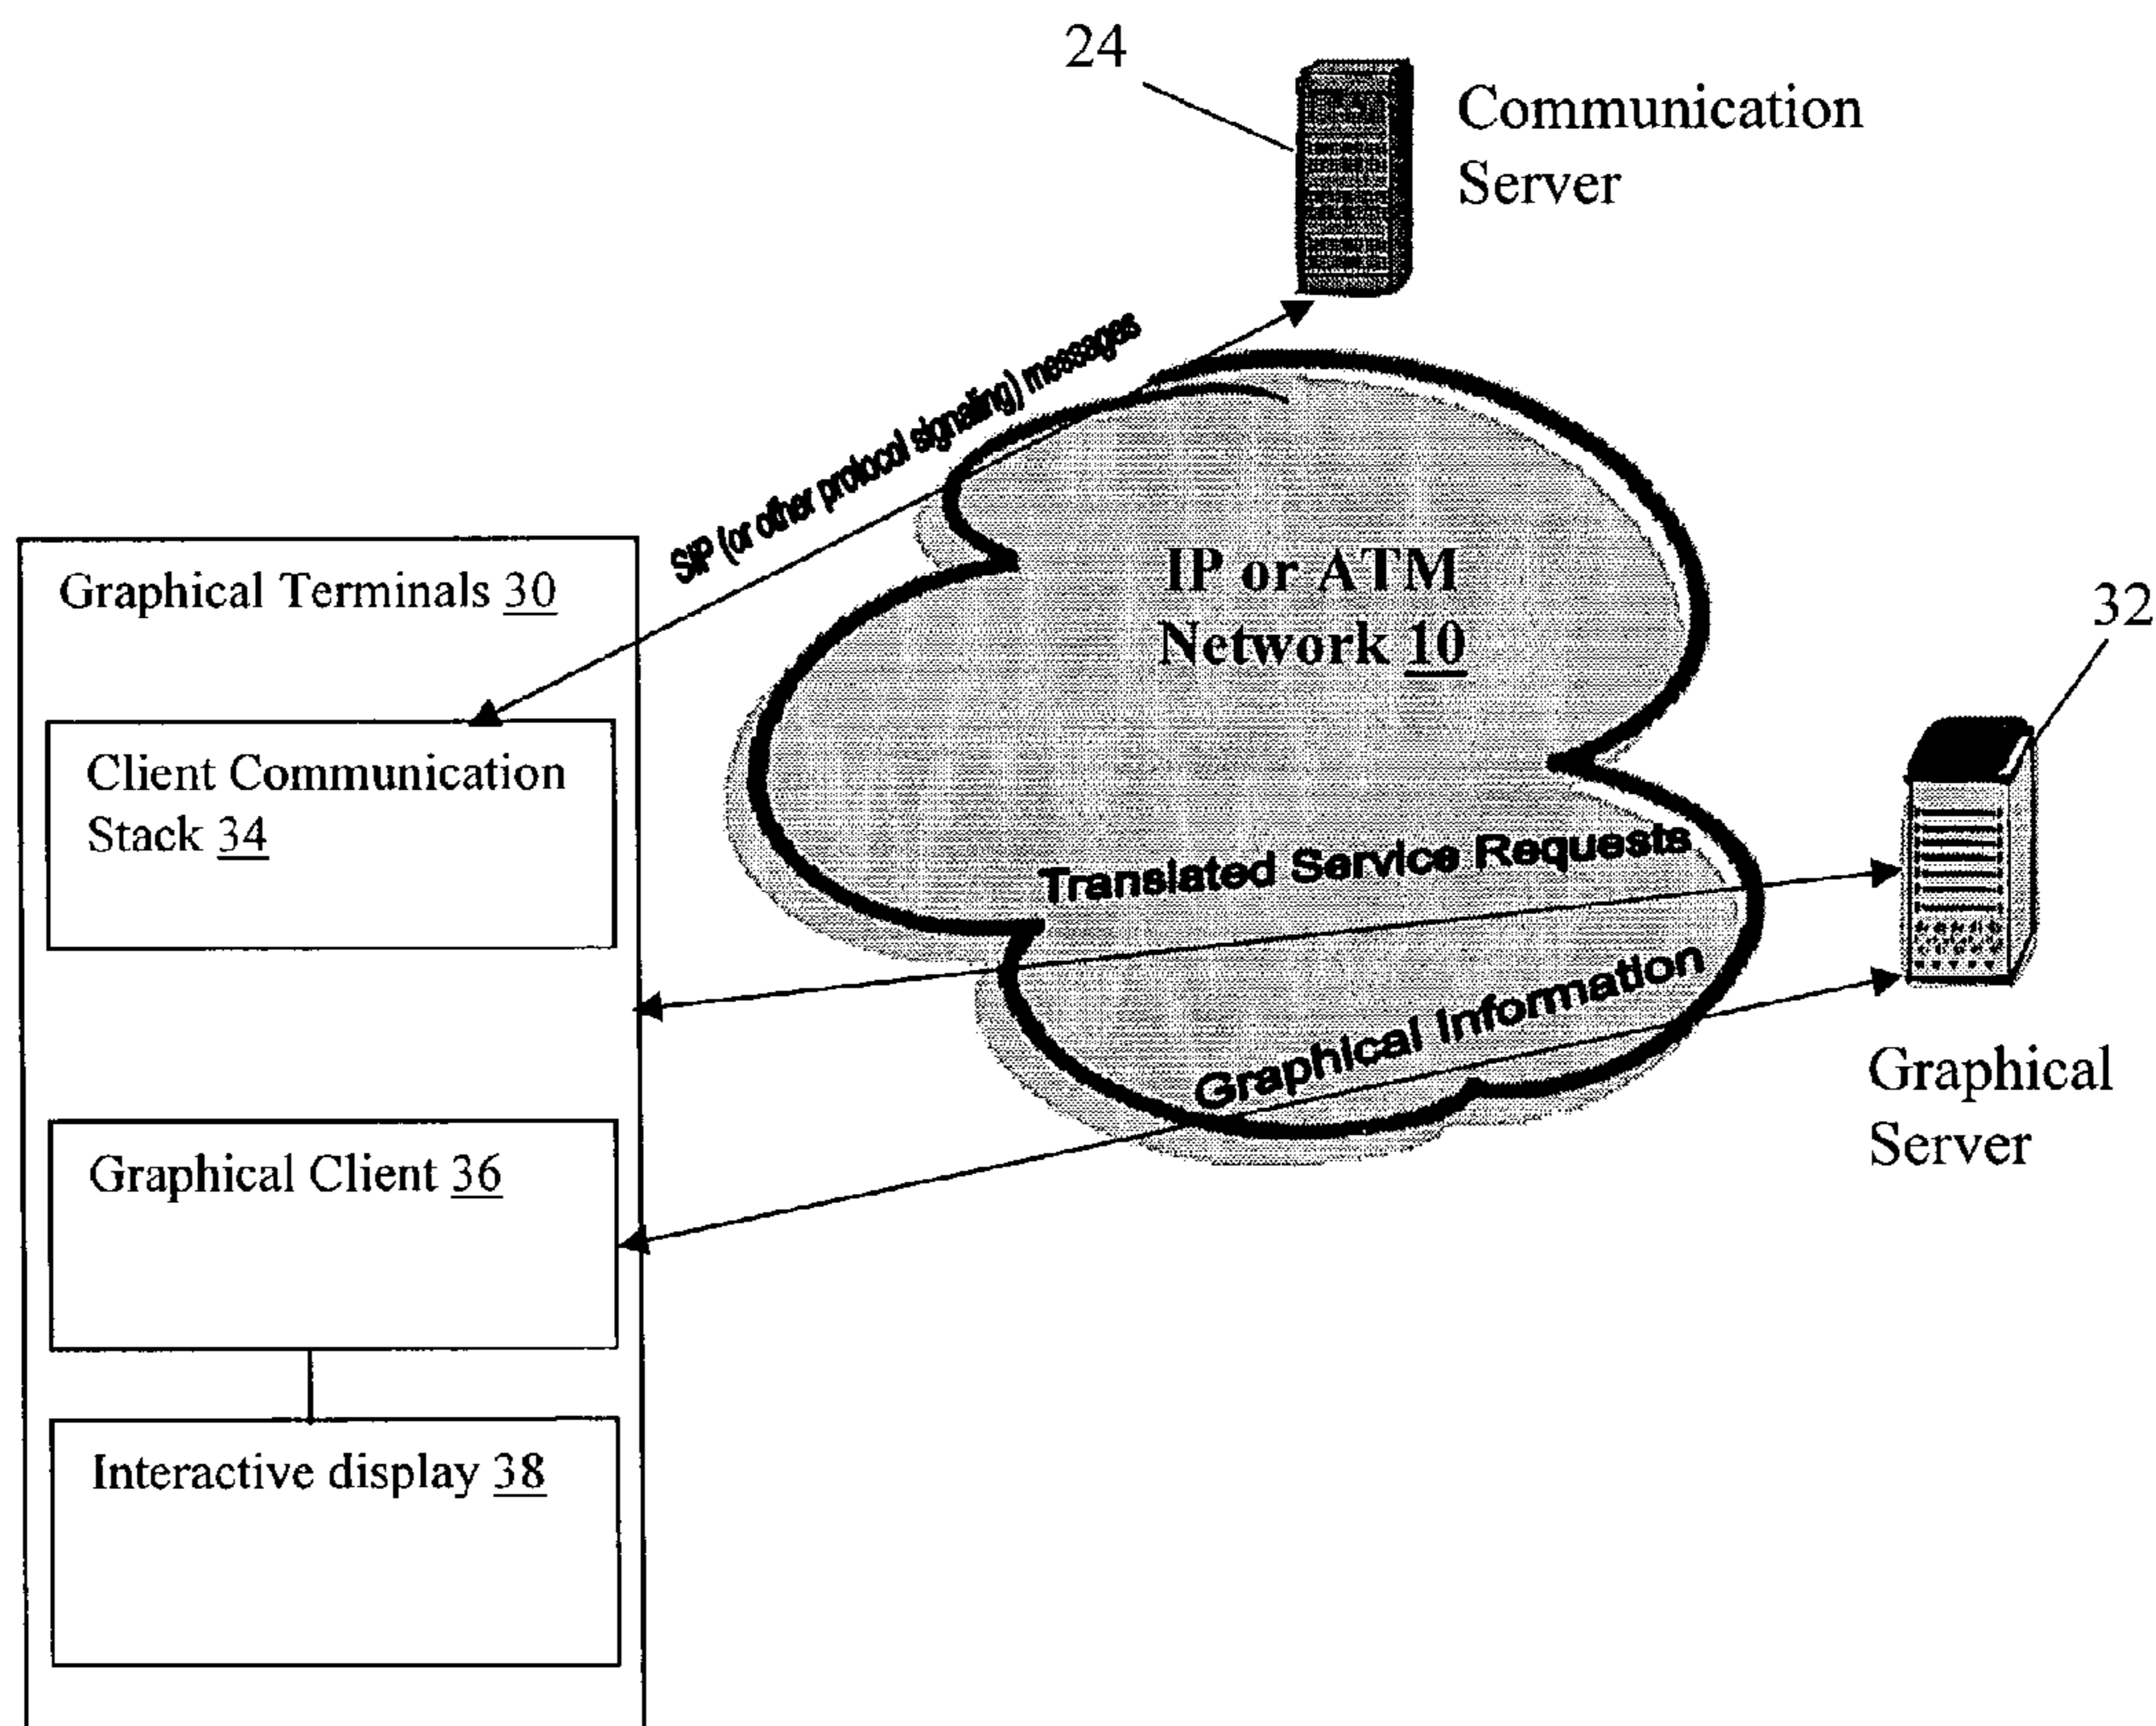 24
Communication
Server
SIP (or other protocol signaling) messages
IP or ATM
Network 10
Graphical Terminals 30
32
Client Communication
Stack 34
Translated Service Requests
Graphical Information
Graphical
Server
Graphical Client 36
Interactive display 38